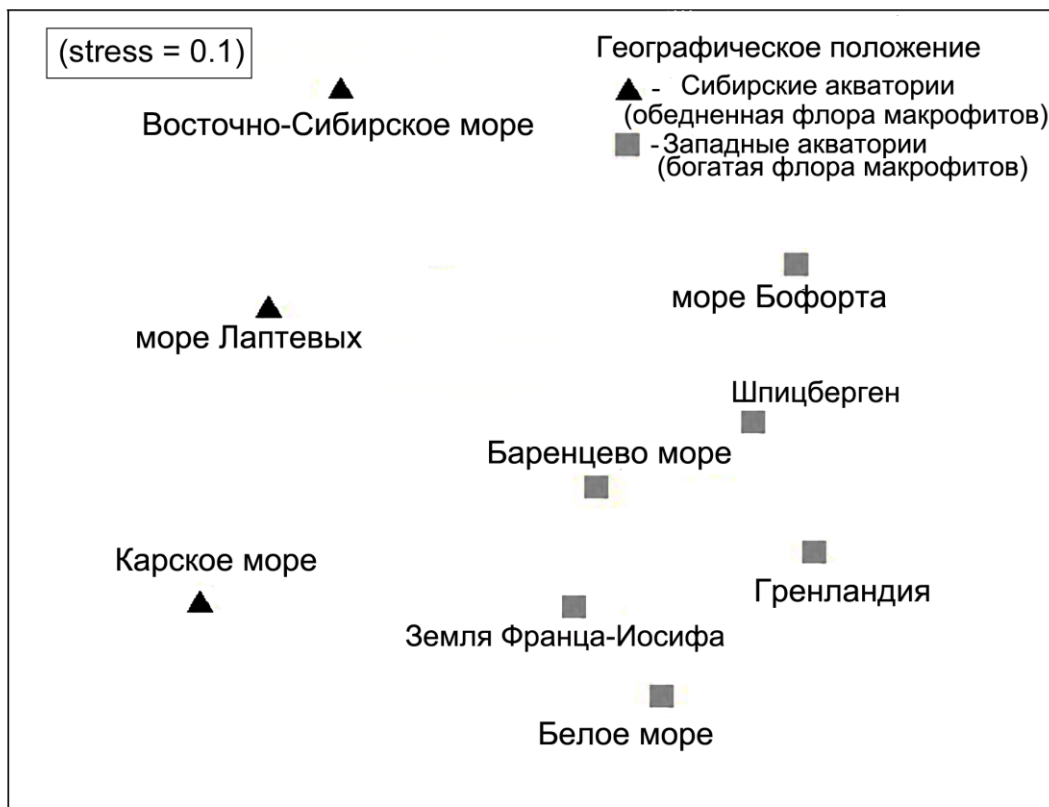 (stress = 0.1)
Географическое положение
- Сибирские акватории
(обедненная флора макрофитов)
- Западные акватории
(богатая флора макрофитов)
Восточно-Сибирское море
море Бофорта
море Лаптевых
Шпицберген
Баренцево море
Карское море
Гренландия
Земля Франца-Иосифа
Белое море